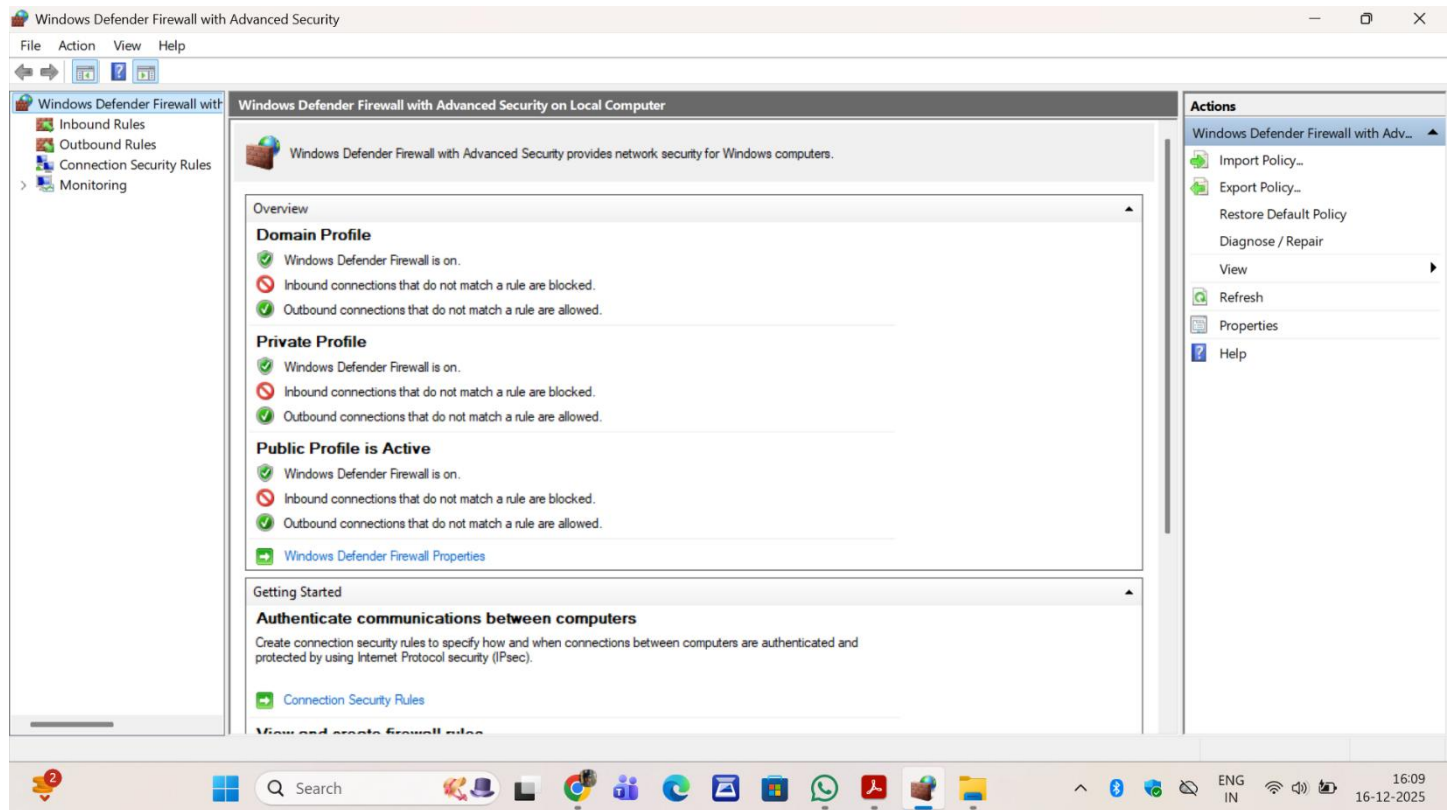 Windows Defender Firewall with Advanced Security
File Action View Help
Windows Defender Firewall with
Inbound Rules
Outbound Rules
Connection Security Rules
Monitoring
Windows Defender Firewall with Advanced Security on Local Computer
Windows Defender Firewall with Advanced Security provides network security for Windows computers.
Overview
Domain Profile
Windows Defender Firewall is on.
Inbound connections that do not match a rule are blocked.
Outbound connections that do not match a rule are allowed.
Private Profile
Windows Defender Firewall is on.
Inbound connections that do not match a rule are blocked.
Outbound connections that do not match a rule are allowed.
Public Profile is Active
Windows Defender Firewall is on.
Inbound connections that do not match a rule are blocked.
Outbound connections that do not match a rule are allowed.
Windows Defender Firewall Properties
Getting Started
Authenticate communications between computers
Create connection security rules to specify how and when connections between computers are authenticated and
protected by using Internet Protocol security (IPsec).
Connection Security Rules
View and create firewall rules
Actions
Windows Defender Firewall with Adv...
Import Policy...
Export Policy...
Restore Default Policy
Diagnose / Repair
View
Refresh
Properties
Help
2
Search
ENG
IN
16:09
16-12-2025